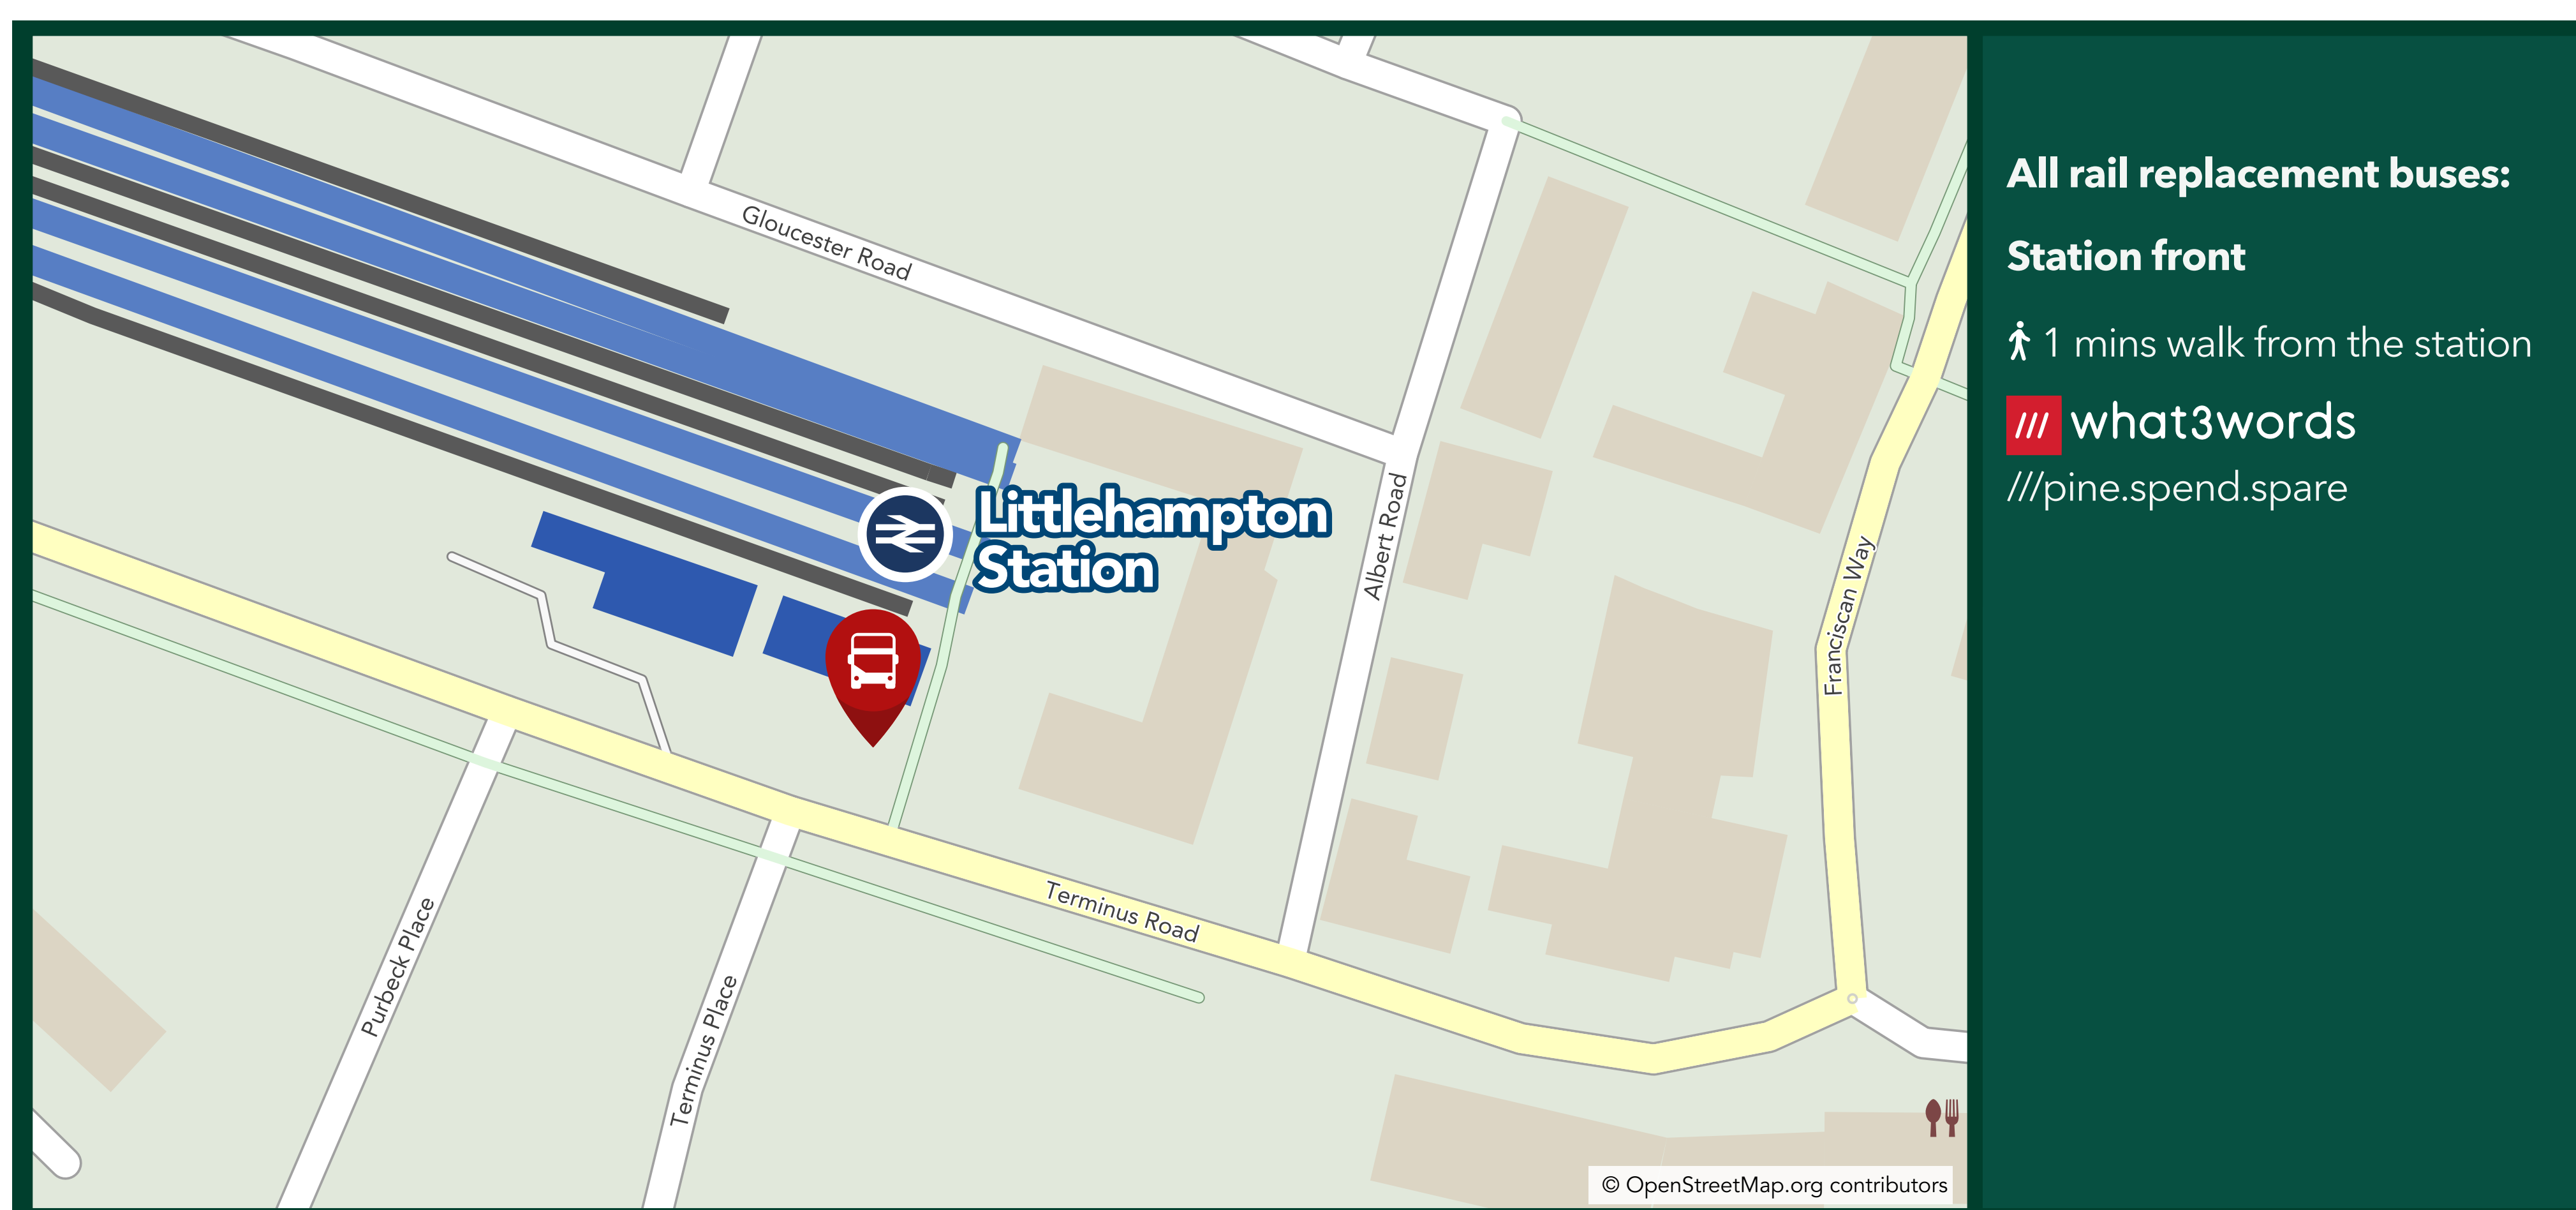 Gloucester Road
Littlehampton
Station
Albert Road
Franciscan Way
Terminus Road
Purbeck Place
Terminus Place
© OpenStreetMap.org contributors
All rail replacement buses:
Station front
1 mins walk from the station
/// what3words
///pine.spend.spare